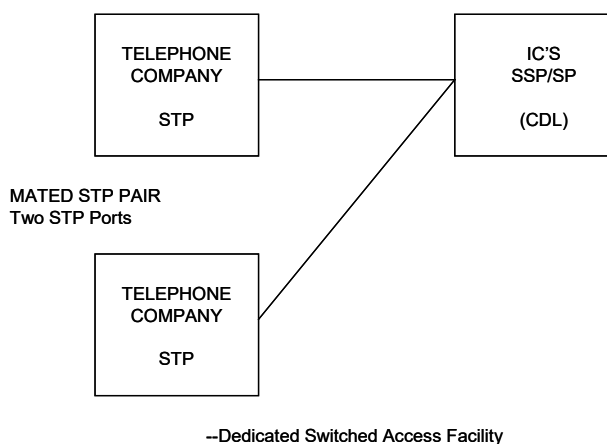 TELEPHONE
COMPANY
STP
IC'S
SSP/SP
(CDL)
MATED STP PAIR
Two STP Ports
TELEPHONE
COMPANY
STP
--Dedicated Switched Access Facility